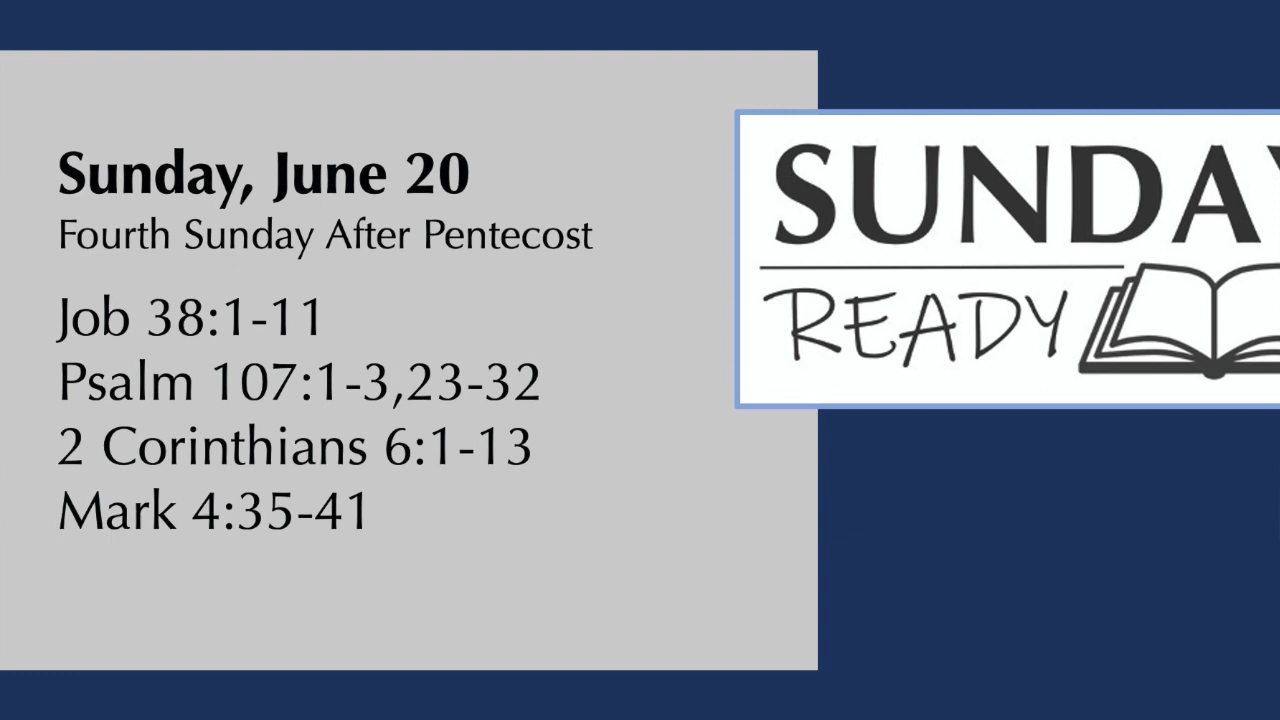 Sunday, June 20
Fourth Sunday After Pentecost
Job 38:1-11
Psalm 107:1-3,23-32
2 Corinthians 6:1-13
Mark 4:35-41
SUNDAY
READY